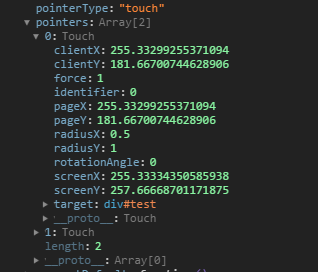 pointerType: "touch"
▼ pointers: Array[2]
▼ 0: Touch
clientX: 255.33299255371094
clientY: 181.66700744628906
force: 1
identifier: 0
pageX: 255.33299255371094
pageY: 181.66700744628906
radiusX: 0.5
radiusY: 1
rotationAngle: 0
screenX: 255.33334350585938
screenY: 257.66668701171875
▶ target: div#test
▶ __proto__: Touch
▶ 1: Touch
length: 2
▶ __proto__: Array[0]